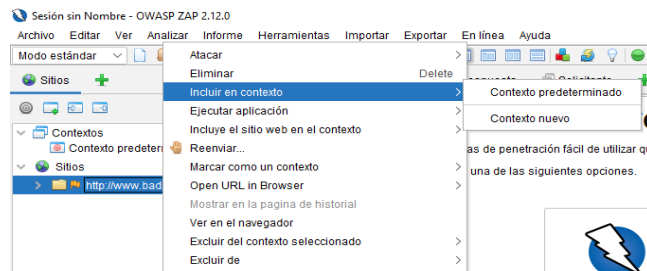 Sesión sin Nombre - OWASP ZAP 2.12.0
Archivo Editar Ver Analizar Informe Herramientas Importar Exportar En línea Ayuda
Modo estándar
Sitios
Atacar
Eliminar Delete
Incluir en contexto
Contexto predeterminado
Ejecutar aplicación
Contexto nuevo
Incluye el sitio web en el contexto
Contextos
Reenviar...
as de penetración fácil de utilizar
Contexto
Marcar como un contexto
una de las siguientes opciones.
Sitios
Open URL in Browser
http://www.bad
Mostrar en la pagina de historial
Ver en el navegador
Excluir del contexto seleccionado
Excluir de